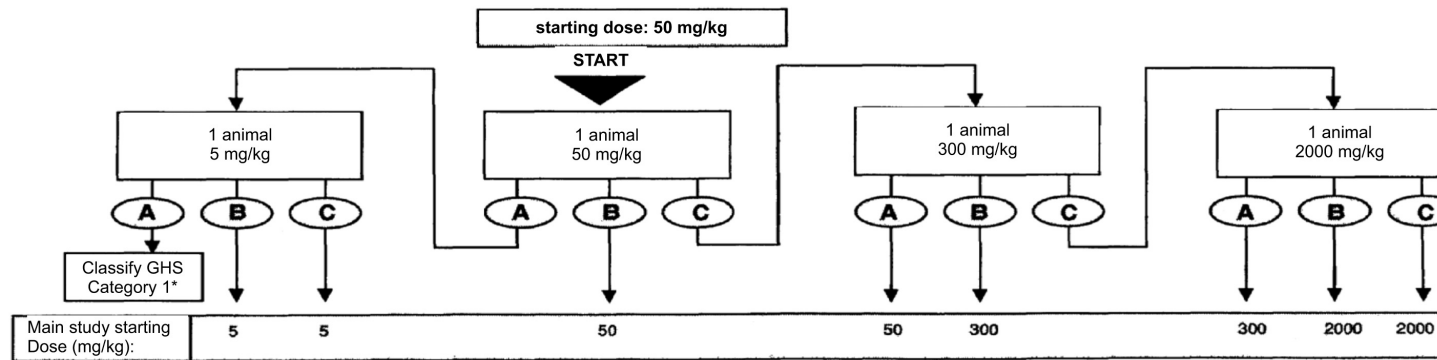 starting dose: 50 mg/kg
START
1 animal
5 mg/kg
1 animal
50 mg/kg
1 animal
300 mg/kg
1 animal
2000 mg/kg
A B C A B C A B C A B C
Classify GHS
Category 1*
Main study starting
Dose (mg/kg):
5 5 50 50 300 300 2000 2000